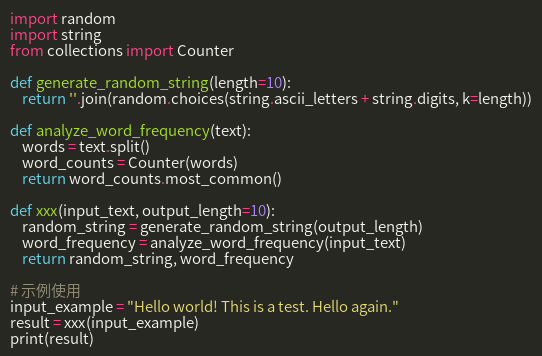 import random
import string
from collections import Counter

def generate_random_string(length=10):
    return ''.join(random.choices(string.ascii_letters + string.digits, k=length))

def analyze_word_frequency(text):
    words = text.split()
    word_counts = Counter(words)
    return word_counts.most_common()

def xxx(input_text, output_length=10):
    random_string = generate_random_string(output_length)
    word_frequency = analyze_word_frequency(input_text)
    return random_string, word_frequency

# 示例使用
input_example = "Hello world! This is a test. Hello again."
result = xxx(input_example)
print(result)